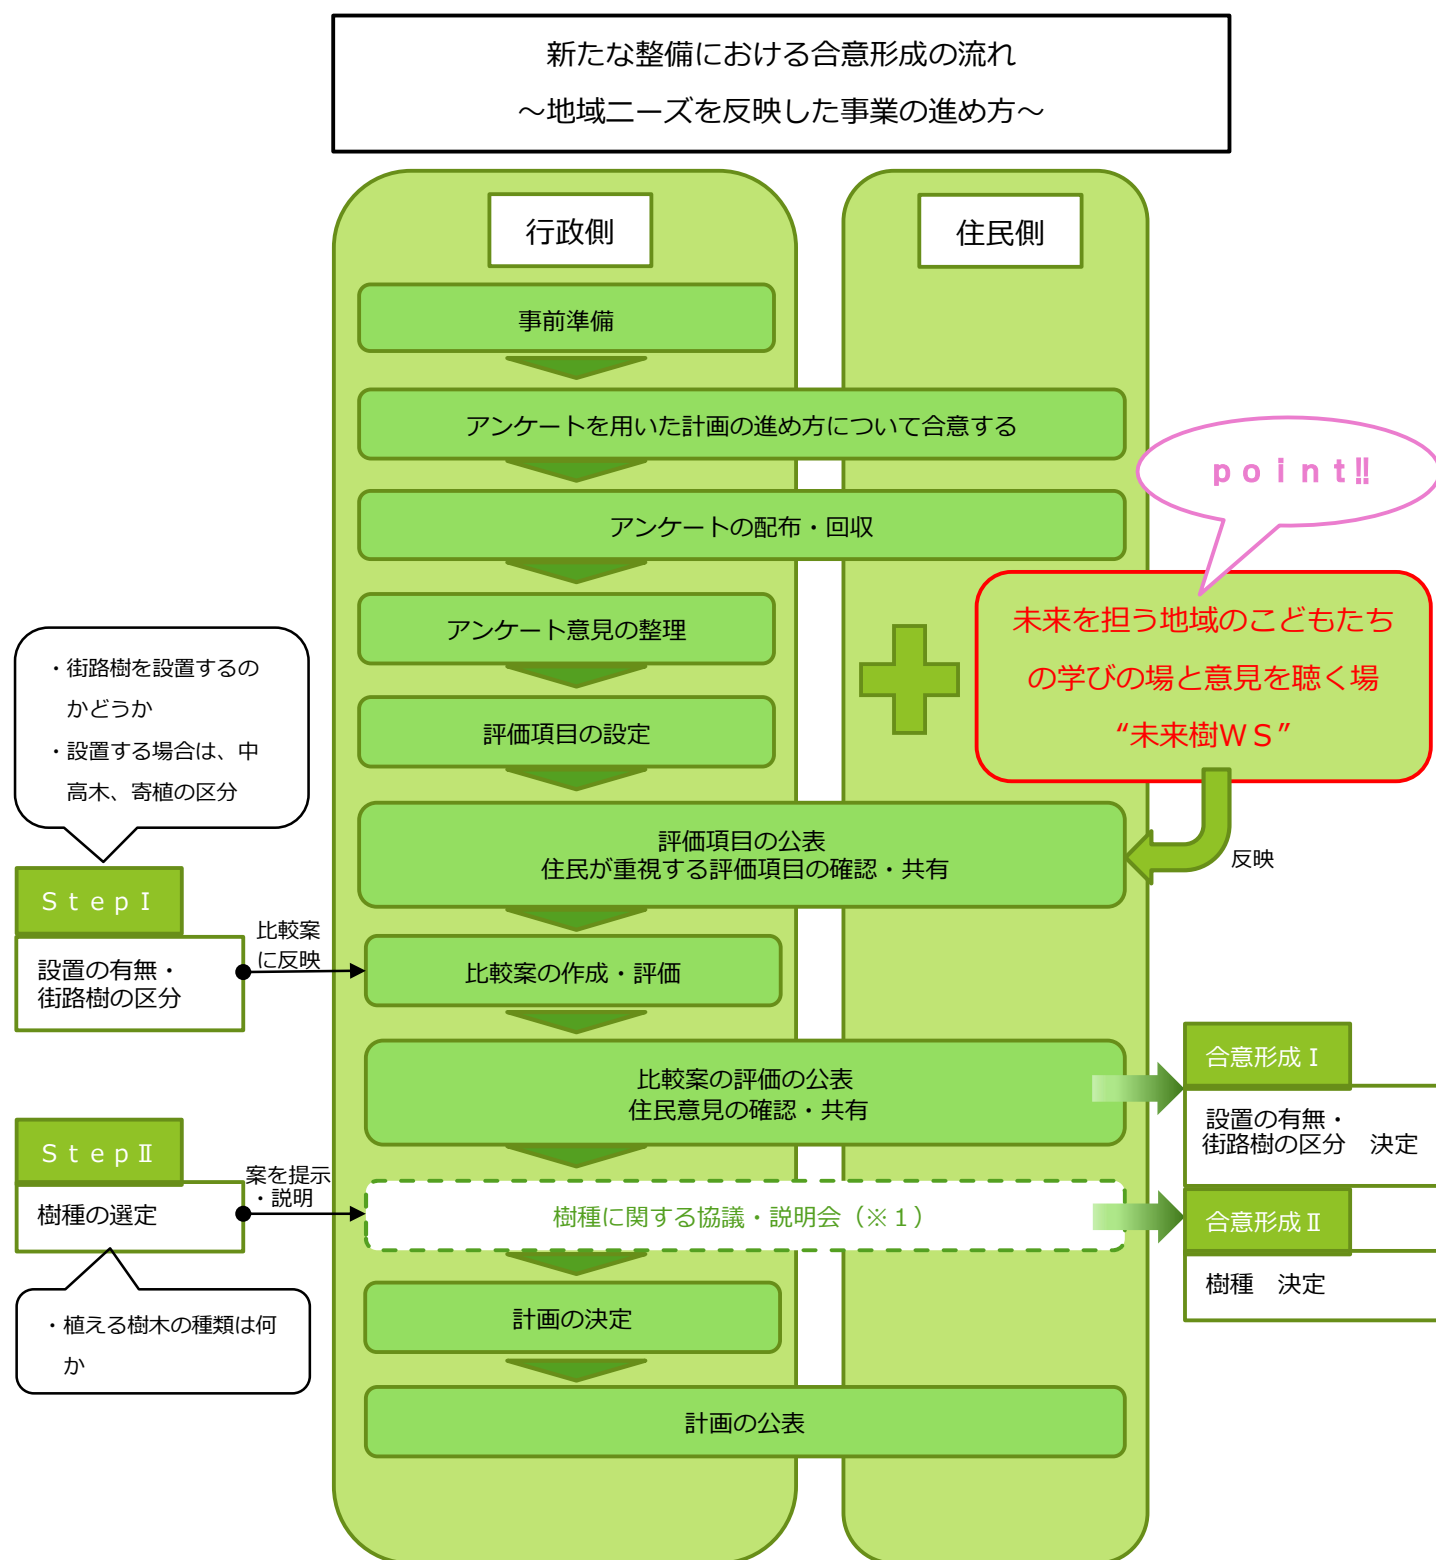 新たな整備における合意形成の流れ
～地域ニーズを反映した事業の進め方～
行政側
住民側
事前準備
アンケートを用いた計画の進め方について合意する
ｐｏｉｎｔ‼
アンケートの配布・回収
未来を担う地域のこどもたち
の学びの場と意見を聴く場
“未来樹ＷＳ”
アンケート意見の整理
・街路樹を設置するの
かどうか
・設置する場合は、中
高木、寄植の区分
評価項目の設定
評価項目の公表
住民が重視する評価項目の確認・共有
反映
ＳｔｅｐⅠ
設置の有無・
街路樹の区分
比較案
に反映
比較案の作成・評価
比較案の評価の公表
住民意見の確認・共有
合意形成Ⅰ
設置の有無・
街路樹の区分　決定
ＳｔｅｐⅡ
樹種の選定
案を提示
・説明
樹種に関する協議・説明会（※１）
合意形成Ⅱ
樹種　決定
・植える樹木の種類は何
か
計画の決定
計画の公表